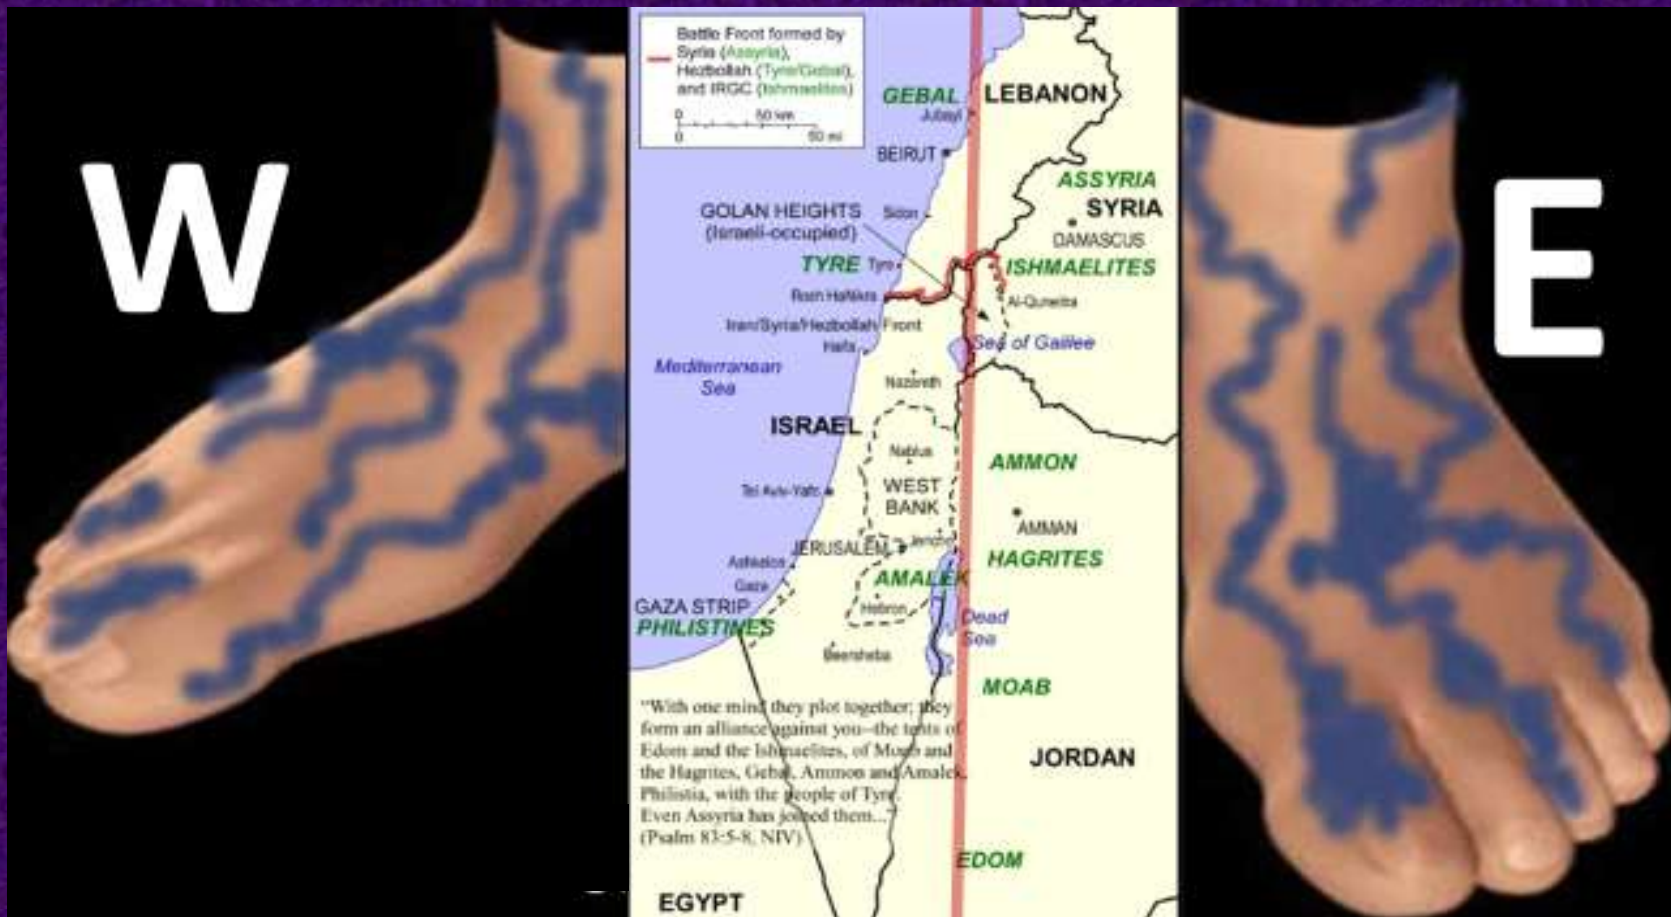 W
Battle Front formed by
Syria (Assyria),
Hezbollah (Tyre/Gebal),
and IRGC (Ishmaelites)
0 50 km
0 50 mi
GEBAL
LEBANON
Jubayl
BEIRUT
ASSYRIA
SYRIA
DAMASCUS
GOLAN HEIGHTS
(Israeli-occupied)
Sidon
TYRE Tyre
ISHMAELITES
Rosh HaNikra
Al-Quneitra
Iran/Syria/Hezbollah Front
Haifa
Sea of Galilee
Mediterranean
Sea
Nazareth
ISRAEL
Nablus
AMMON
WEST
BANK
Tel Aviv-Yafo
AMMAN
JERUSALEM
Jericho
HAGRITES
Ashkelon
AMALEK
Gaza
GAZA STRIP
Hebron
PHILISTINES
Dead
Sea
Beersheba
MOAB
"With one mind they plot together; they
form an alliance against you--the tents of
Edom and the Ishmaelites, of Moab and
the Hagrites, Gebal, Ammon and Amalek,
Philistia, with the people of Tyre.
Even Assyria has joined them..."
(Psalm 83:5-8, NIV)
JORDAN
EDOM
EGYPT
E